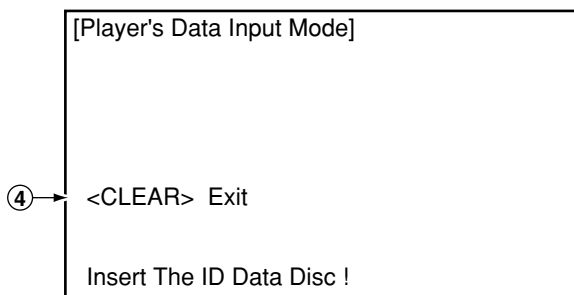 [Player's Data Input Mode]
④ <CLEAR> Exit
Insert The ID Data Disc !